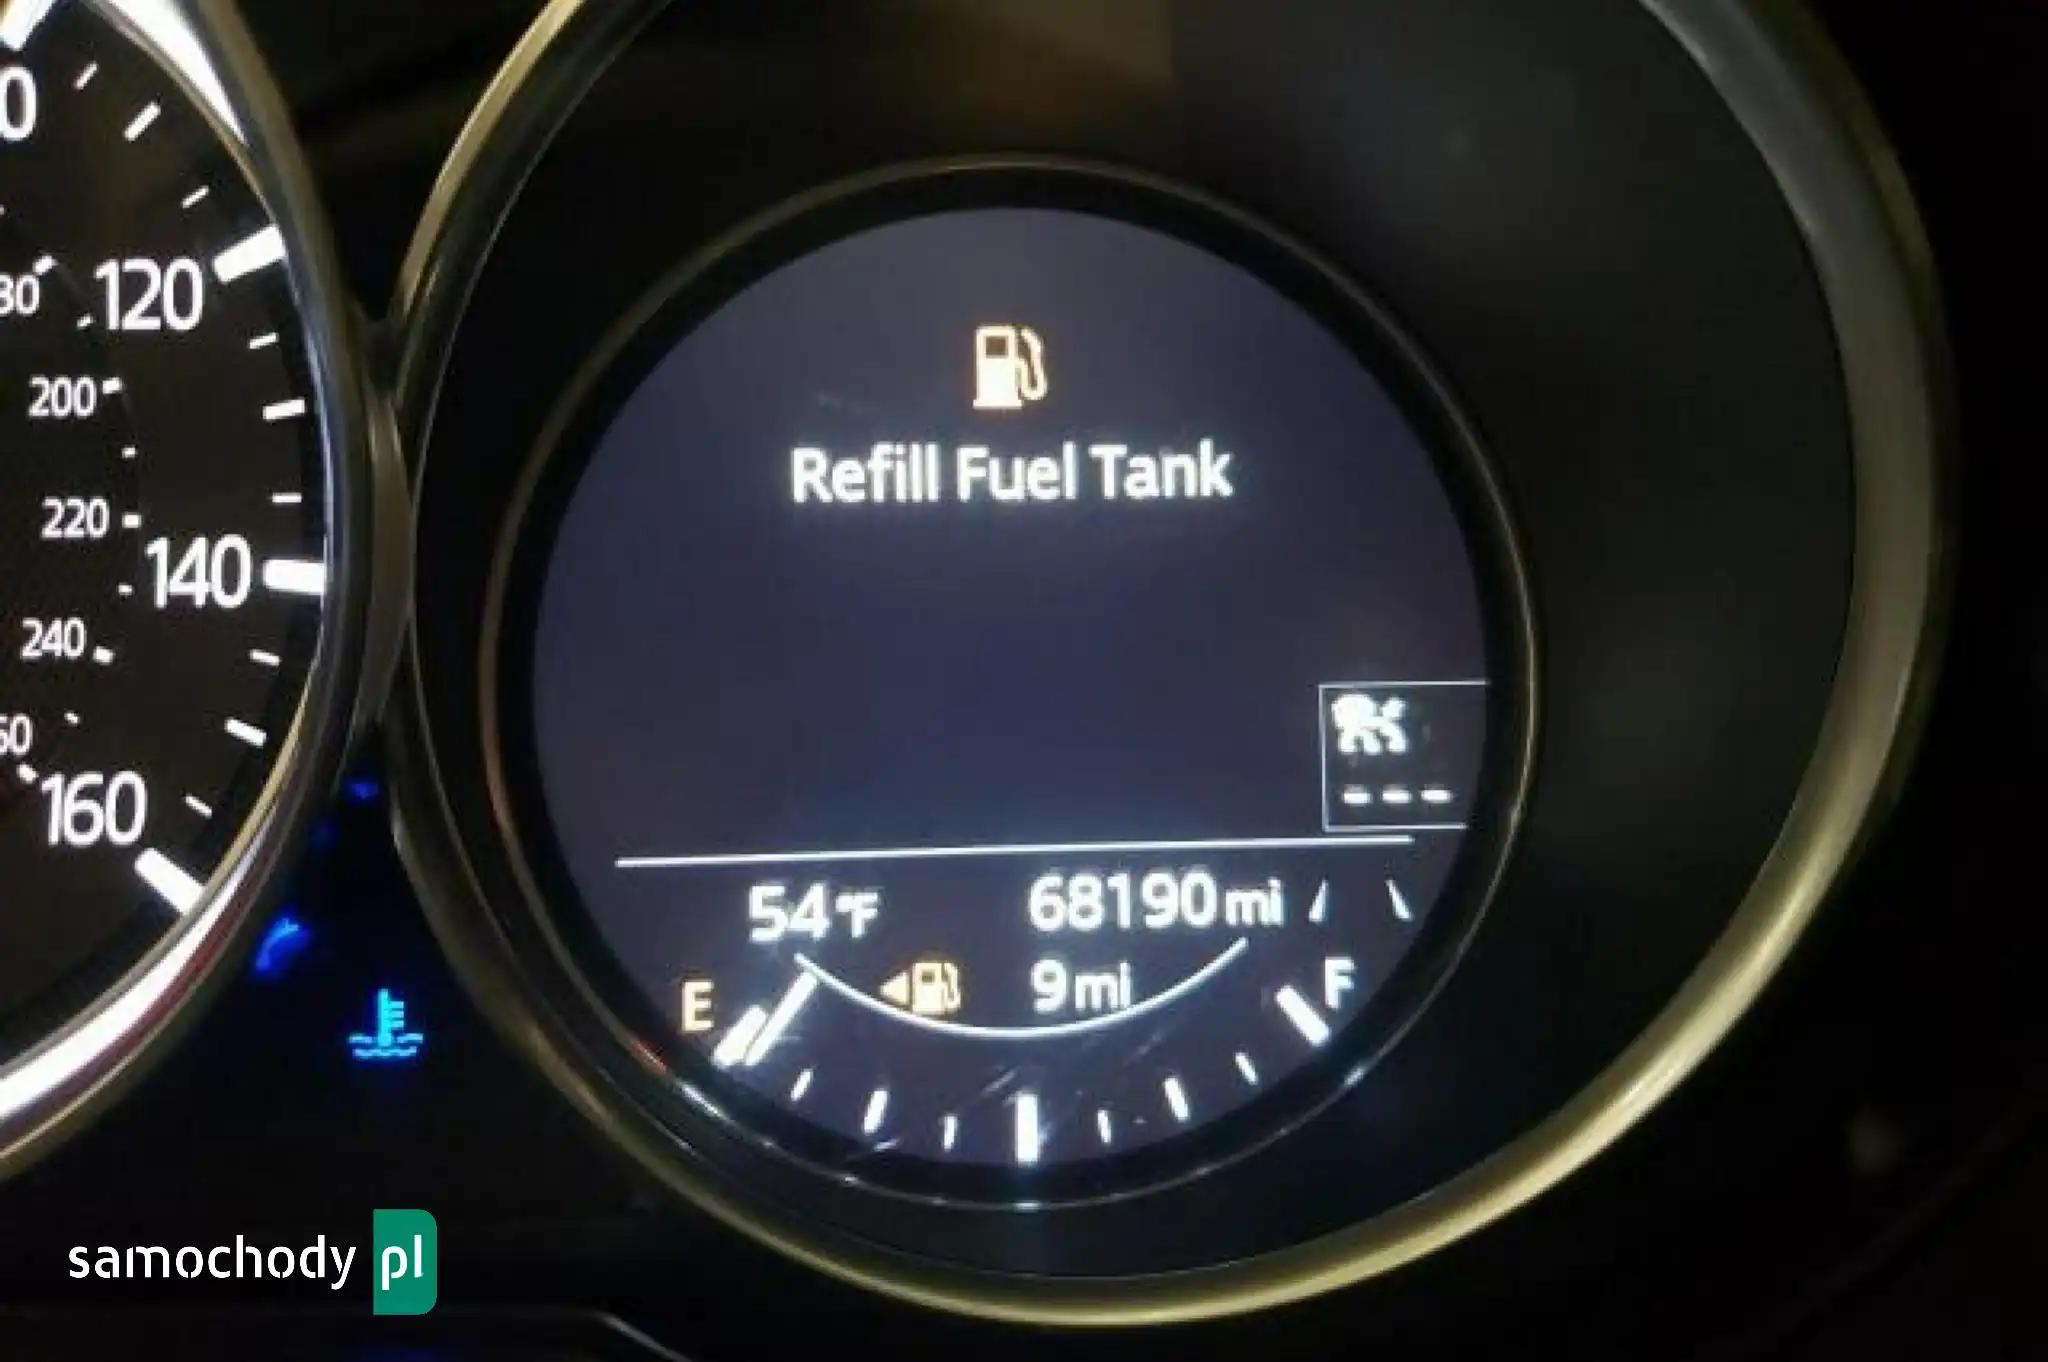 120
200
220
140
240
160
Refill Fuel Tank
- - -
54°F
68190 mi
E
9 mi
F
samochody pl